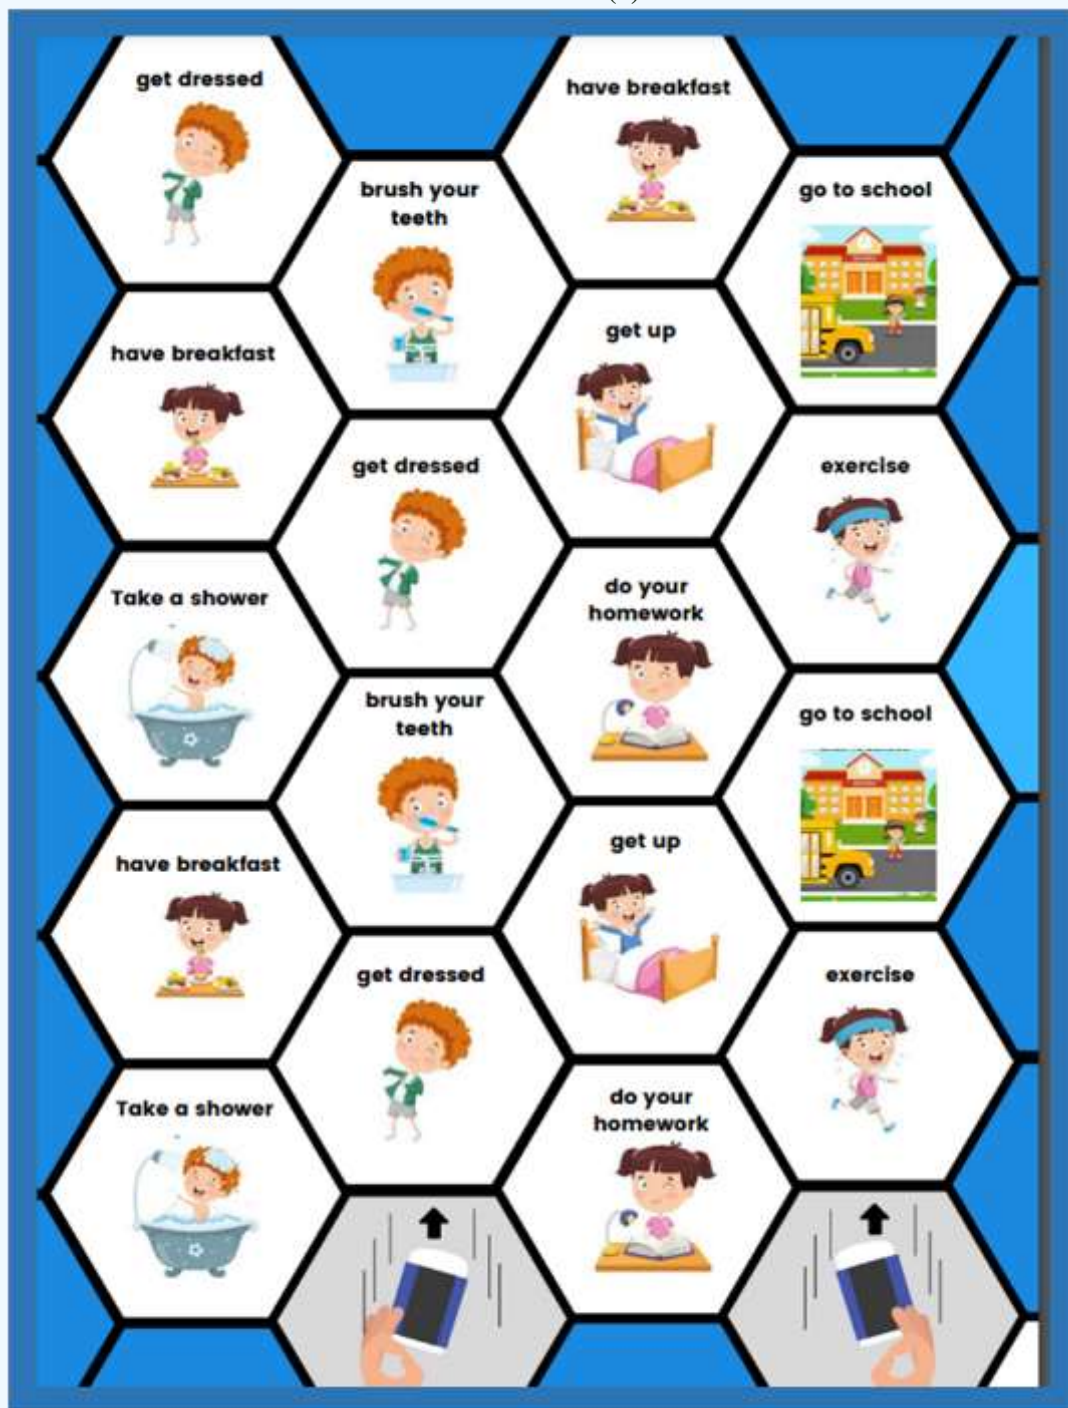 get dressed
have breakfast
brush your
teeth
go to school
have breakfast
get up
get dressed
exercise
Take a shower
do your
homework
brush your
teeth
go to school
have breakfast
get up
get dressed
exercise
Take a shower
do your
homework